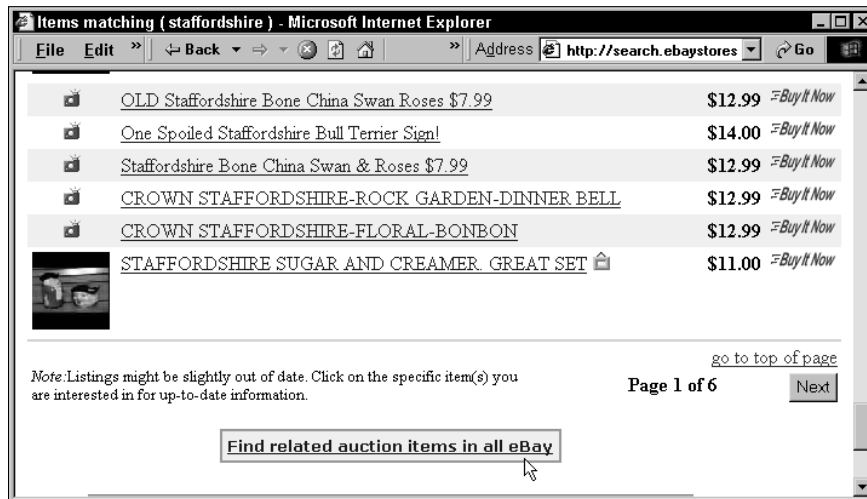 Items matching ( staffordshire ) - Microsoft Internet Explorer
File Edit » Back » Address http://search.ebaystores Go
OLD Staffordshire Bone China Swan Roses $7.99 $12.99 Buy It Now
One Spoiled Staffordshire Bull Terrier Sign! $14.00 Buy It Now
Staffordshire Bone China Swan & Roses $7.99 $12.99 Buy It Now
CROWN STAFFORDSHIRE-ROCK GARDEN-DINNER BELL $12.99 Buy It Now
CROWN STAFFORDSHIRE-FLORAL-BONBON $12.99 Buy It Now
STAFFORDSHIRE SUGAR AND CREAMER. GREAT SET $11.00 Buy It Now
go to top of page
Note:Listings might be slightly out of date. Click on the specific item(s) you
are interested in for up-to-date information.
Page 1 of 6 Next
Find related auction items in all eBay